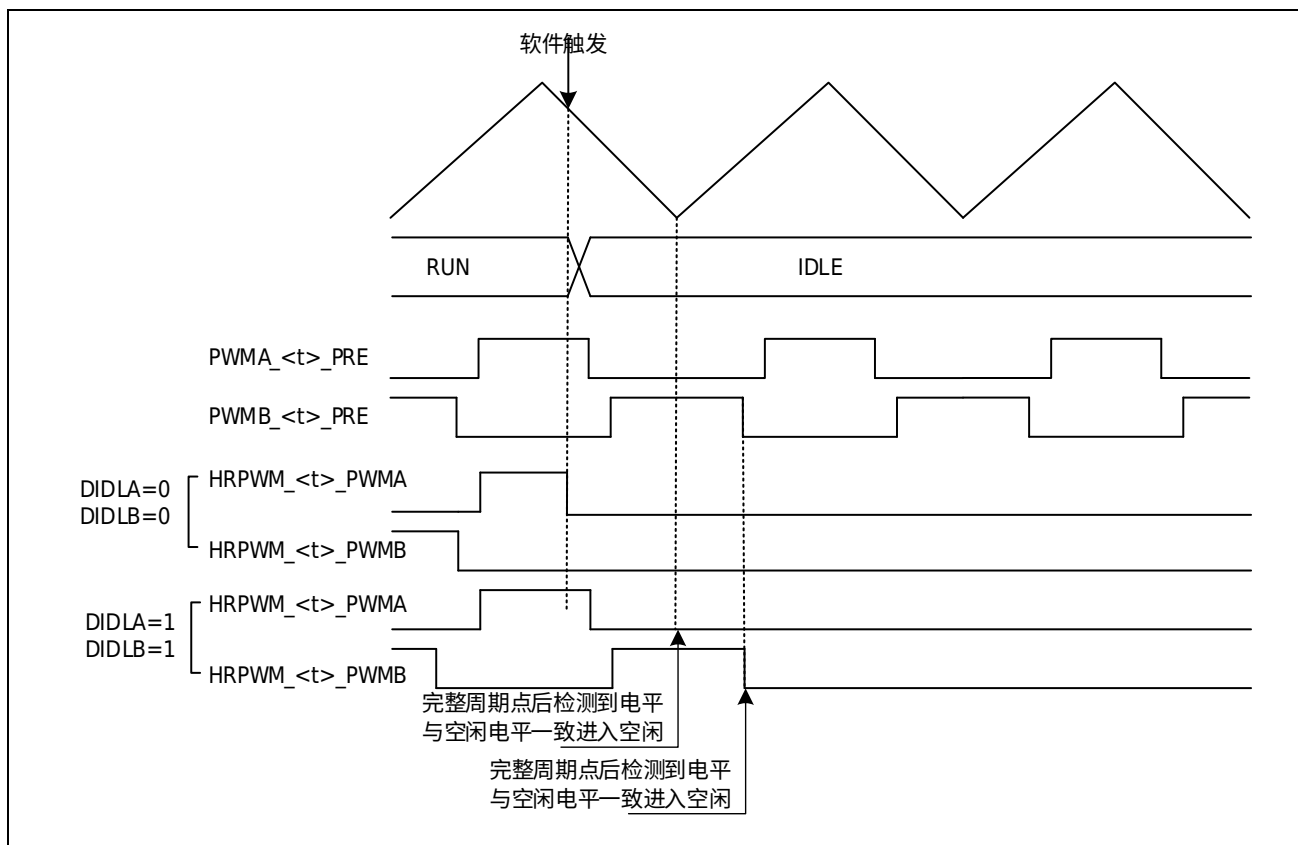 软件触发
RUN
IDLE
PWMA_<t>_PRE
PWMB_<t>_PRE
DIDLA=0
DIDLB=0
HRPWM_<t>_PWMA
HRPWM_<t>_PWMB
DIDLA=1
DIDLB=1
HRPWM_<t>_PWMA
HRPWM_<t>_PWMB
完整周期点后检测到电平
与空闲电平一致进入空闲
完整周期点后检测到电平
与空闲电平一致进入空闲